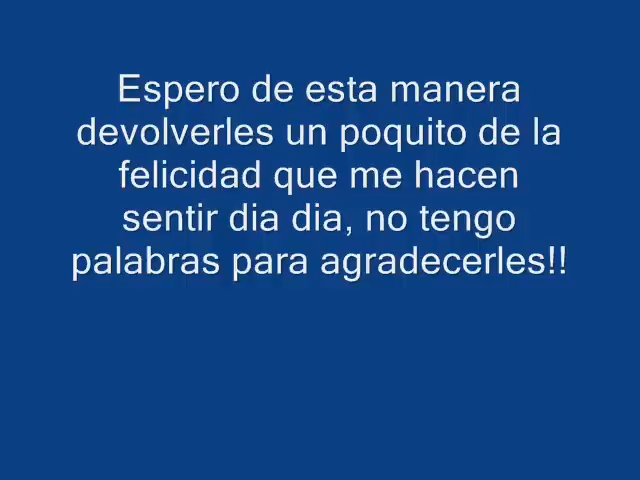 Espero de esta manera
devolverles un poquito de la
felicidad que me hacen
sentir dia dia, no tengo
palabras para agradecerles!!